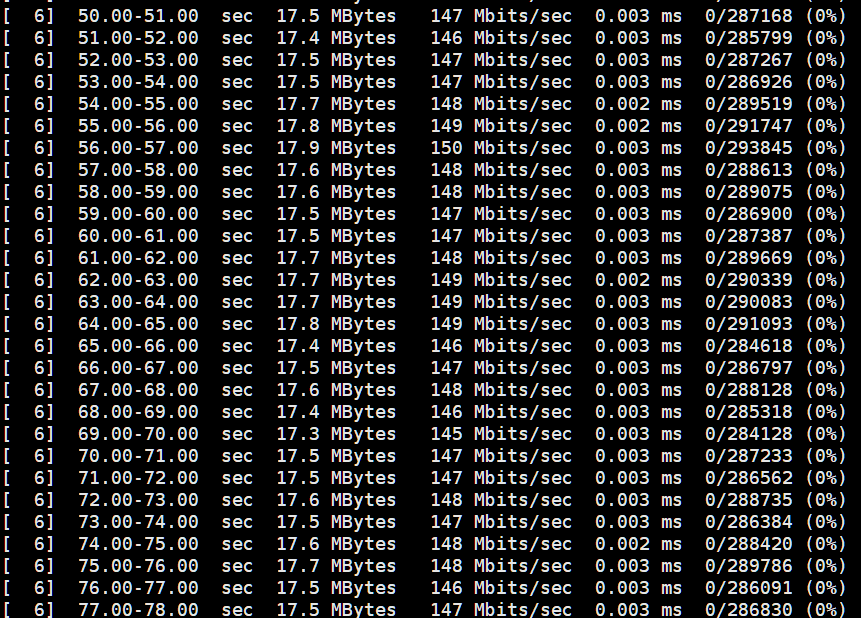 [  6]  50.00-51.00  sec  17.5 MBytes   147 Mbits/sec  0.003 ms  0/287168 (0%)
[  6]  51.00-52.00  sec  17.4 MBytes   146 Mbits/sec  0.003 ms  0/285799 (0%)
[  6]  52.00-53.00  sec  17.5 MBytes   147 Mbits/sec  0.003 ms  0/287267 (0%)
[  6]  53.00-54.00  sec  17.5 MBytes   147 Mbits/sec  0.003 ms  0/286926 (0%)
[  6]  54.00-55.00  sec  17.7 MBytes   148 Mbits/sec  0.002 ms  0/289519 (0%)
[  6]  55.00-56.00  sec  17.8 MBytes   149 Mbits/sec  0.002 ms  0/291747 (0%)
[  6]  56.00-57.00  sec  17.9 MBytes   150 Mbits/sec  0.003 ms  0/293845 (0%)
[  6]  57.00-58.00  sec  17.6 MBytes   148 Mbits/sec  0.003 ms  0/288613 (0%)
[  6]  58.00-59.00  sec  17.6 MBytes   148 Mbits/sec  0.003 ms  0/289075 (0%)
[  6]  59.00-60.00  sec  17.5 MBytes   147 Mbits/sec  0.003 ms  0/286900 (0%)
[  6]  60.00-61.00  sec  17.5 MBytes   147 Mbits/sec  0.003 ms  0/287387 (0%)
[  6]  61.00-62.00  sec  17.7 MBytes   148 Mbits/sec  0.003 ms  0/289669 (0%)
[  6]  62.00-63.00  sec  17.7 MBytes   149 Mbits/sec  0.002 ms  0/290339 (0%)
[  6]  63.00-64.00  sec  17.7 MBytes   149 Mbits/sec  0.003 ms  0/290083 (0%)
[  6]  64.00-65.00  sec  17.8 MBytes   149 Mbits/sec  0.003 ms  0/291093 (0%)
[  6]  65.00-66.00  sec  17.4 MBytes   146 Mbits/sec  0.003 ms  0/284618 (0%)
[  6]  66.00-67.00  sec  17.5 MBytes   147 Mbits/sec  0.003 ms  0/286797 (0%)
[  6]  67.00-68.00  sec  17.6 MBytes   148 Mbits/sec  0.003 ms  0/288128 (0%)
[  6]  68.00-69.00  sec  17.4 MBytes   146 Mbits/sec  0.003 ms  0/285318 (0%)
[  6]  69.00-70.00  sec  17.3 MBytes   145 Mbits/sec  0.003 ms  0/284128 (0%)
[  6]  70.00-71.00  sec  17.5 MBytes   147 Mbits/sec  0.003 ms  0/287233 (0%)
[  6]  71.00-72.00  sec  17.5 MBytes   147 Mbits/sec  0.003 ms  0/286562 (0%)
[  6]  72.00-73.00  sec  17.6 MBytes   148 Mbits/sec  0.003 ms  0/288735 (0%)
[  6]  73.00-74.00  sec  17.5 MBytes   147 Mbits/sec  0.003 ms  0/286384 (0%)
[  6]  74.00-75.00  sec  17.6 MBytes   148 Mbits/sec  0.002 ms  0/288420 (0%)
[  6]  75.00-76.00  sec  17.7 MBytes   148 Mbits/sec  0.003 ms  0/289786 (0%)
[  6]  76.00-77.00  sec  17.5 MBytes   146 Mbits/sec  0.003 ms  0/286091 (0%)
[  6]  77.00-78.00  sec  17.5 MBytes   147 Mbits/sec  0.003 ms  0/286830 (0%)